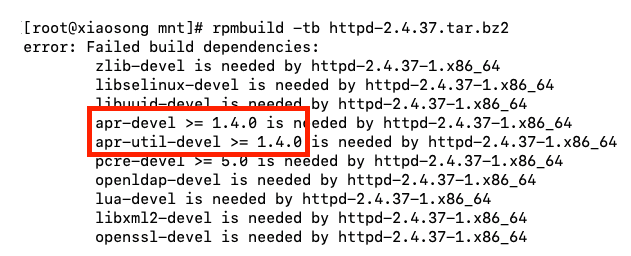 [root@xiaosong mnt]# rpmbuild -tb httpd-2.4.37.tar.bz2
error: Failed build dependencies:
zlib-devel is needed by httpd-2.4.37-1.x86_64
libselinux-devel is needed by httpd-2.4.37-1.x86_64
libuuid-devel is needed by httpd-2.4.37-1.x86_64
apr-devel >= 1.4.0 is needed by httpd-2.4.37-1.x86_64
apr-util-devel >= 1.4.0 is needed by httpd-2.4.37-1.x86_64
pcre-devel >= 5.0 is needed by httpd-2.4.37-1.x86_64
openldap-devel is needed by httpd-2.4.37-1.x86_64
lua-devel is needed by httpd-2.4.37-1.x86_64
libxml2-devel is needed by httpd-2.4.37-1.x86_64
openssl-devel is needed by httpd-2.4.37-1.x86_64